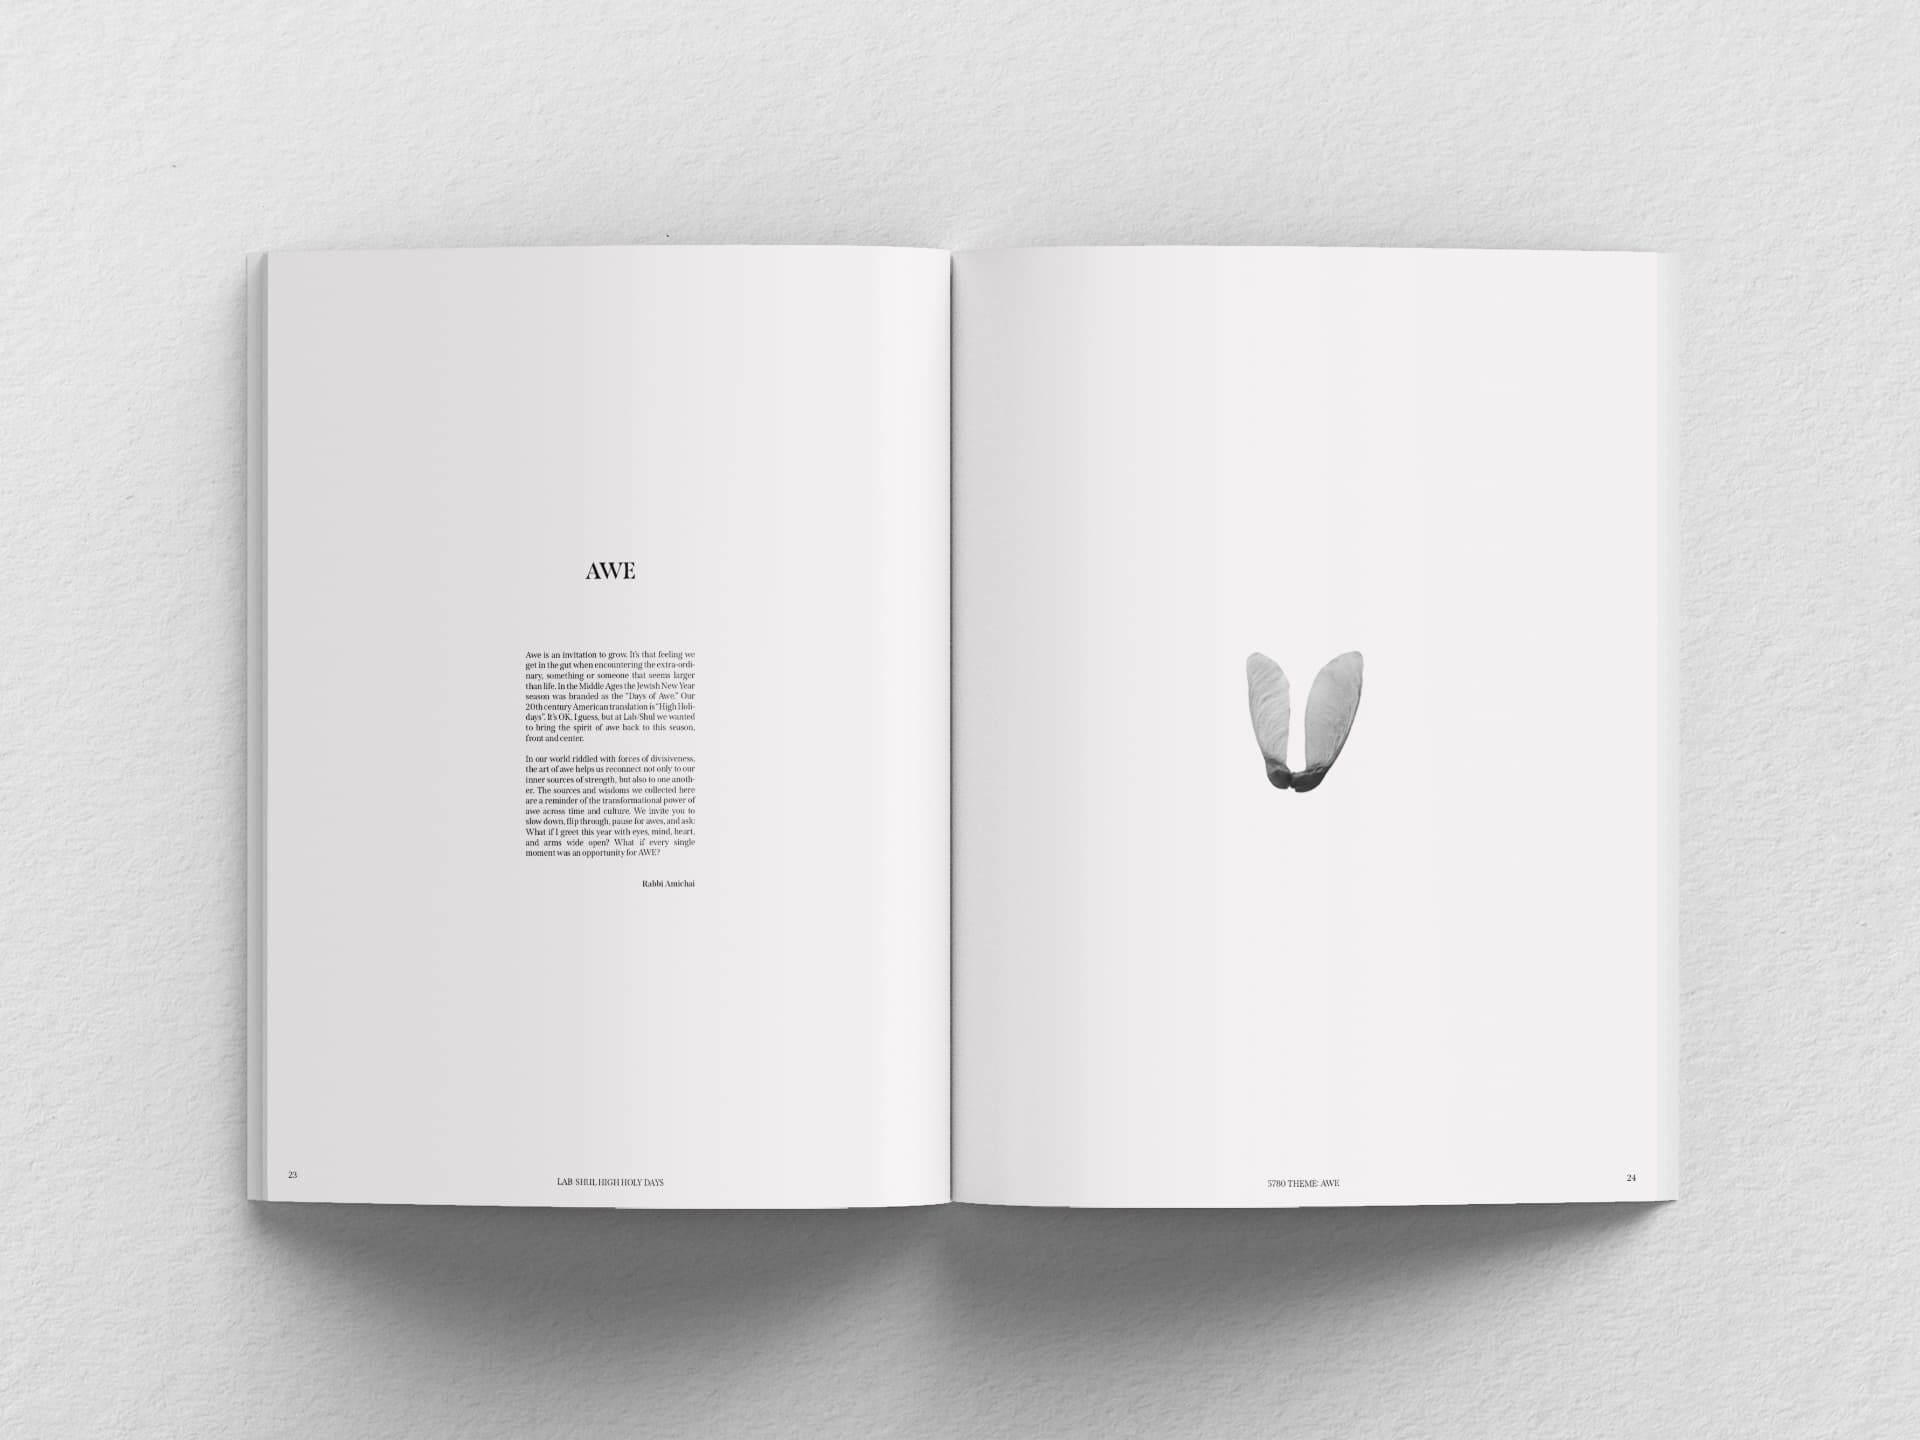 AWE
Awe is an invitation to grow. It's that feeling we
get in the gut when encountering the extra-ordi-
nary, something or someone that seems larger
than life. In the Middle Ages the Jewish New Year
season was branded as the "Days of Awe." Our
20th century American translation is "High Holi-
days". It's OK, I guess, but at Lab/Shul we wanted
to bring the spirit of awe back to this season,
front and center.
In our world riddled with forces of divisiveness,
the art of awe helps us reconnect not only to our
inner sources of strength, but also to one anoth-
er. The sources and wisdoms we collected here
are a reminder of the transformational power of
awe across time and culture. We invite you to
slow down, flip through, pause for awes, and ask:
What if I greet this year with eyes, mind, heart,
and arms wide open? What if every single
moment was an opportunity for AWE?
Rabbi Amichai
23
LAB/SHUL HIGH HOLY DAYS
5780 THEME: AWE
24